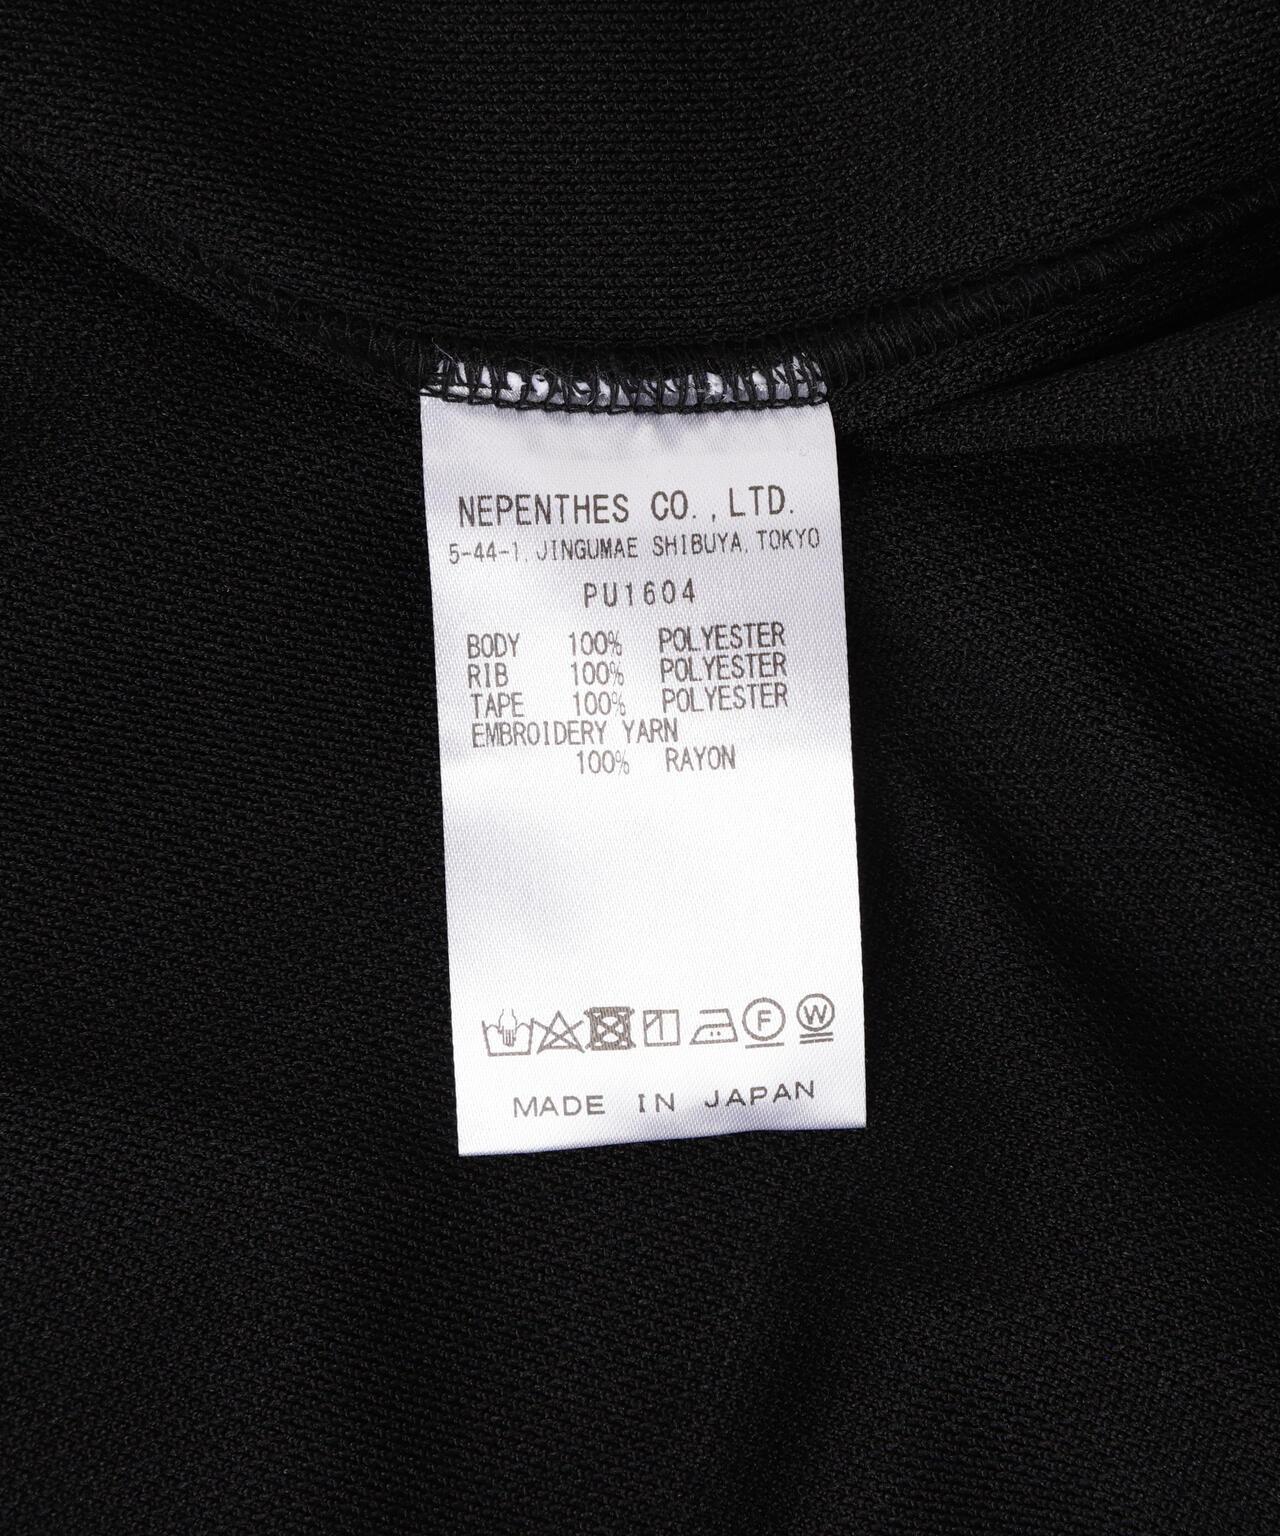 NEPENTHES CO., LTD.
5-44-1, JINGUMAE SHIBUYA, TOKYO
PU1604
BODY 100% POLYESTER
RIB 100% POLYESTER
TAPE 100% POLYESTER
EMBROIDERY YARN
100% RAYON
F W
MADE IN JAPAN